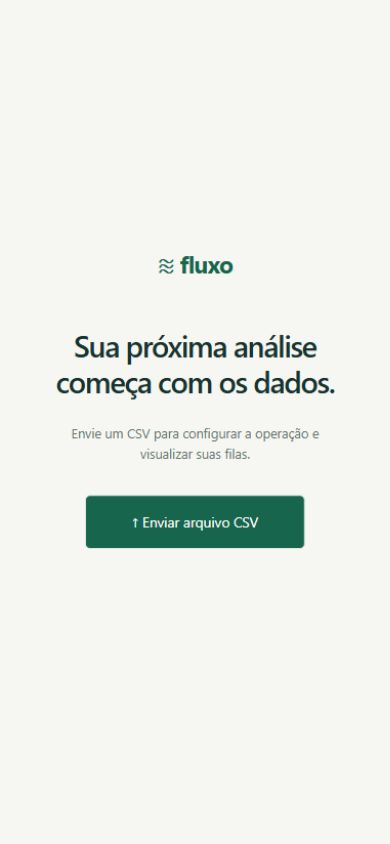 fluxo
Sua próxima análise
começa com os dados.
Envie um CSV para configurar a operação e
visualizar suas filas.
↑ Enviar arquivo CSV